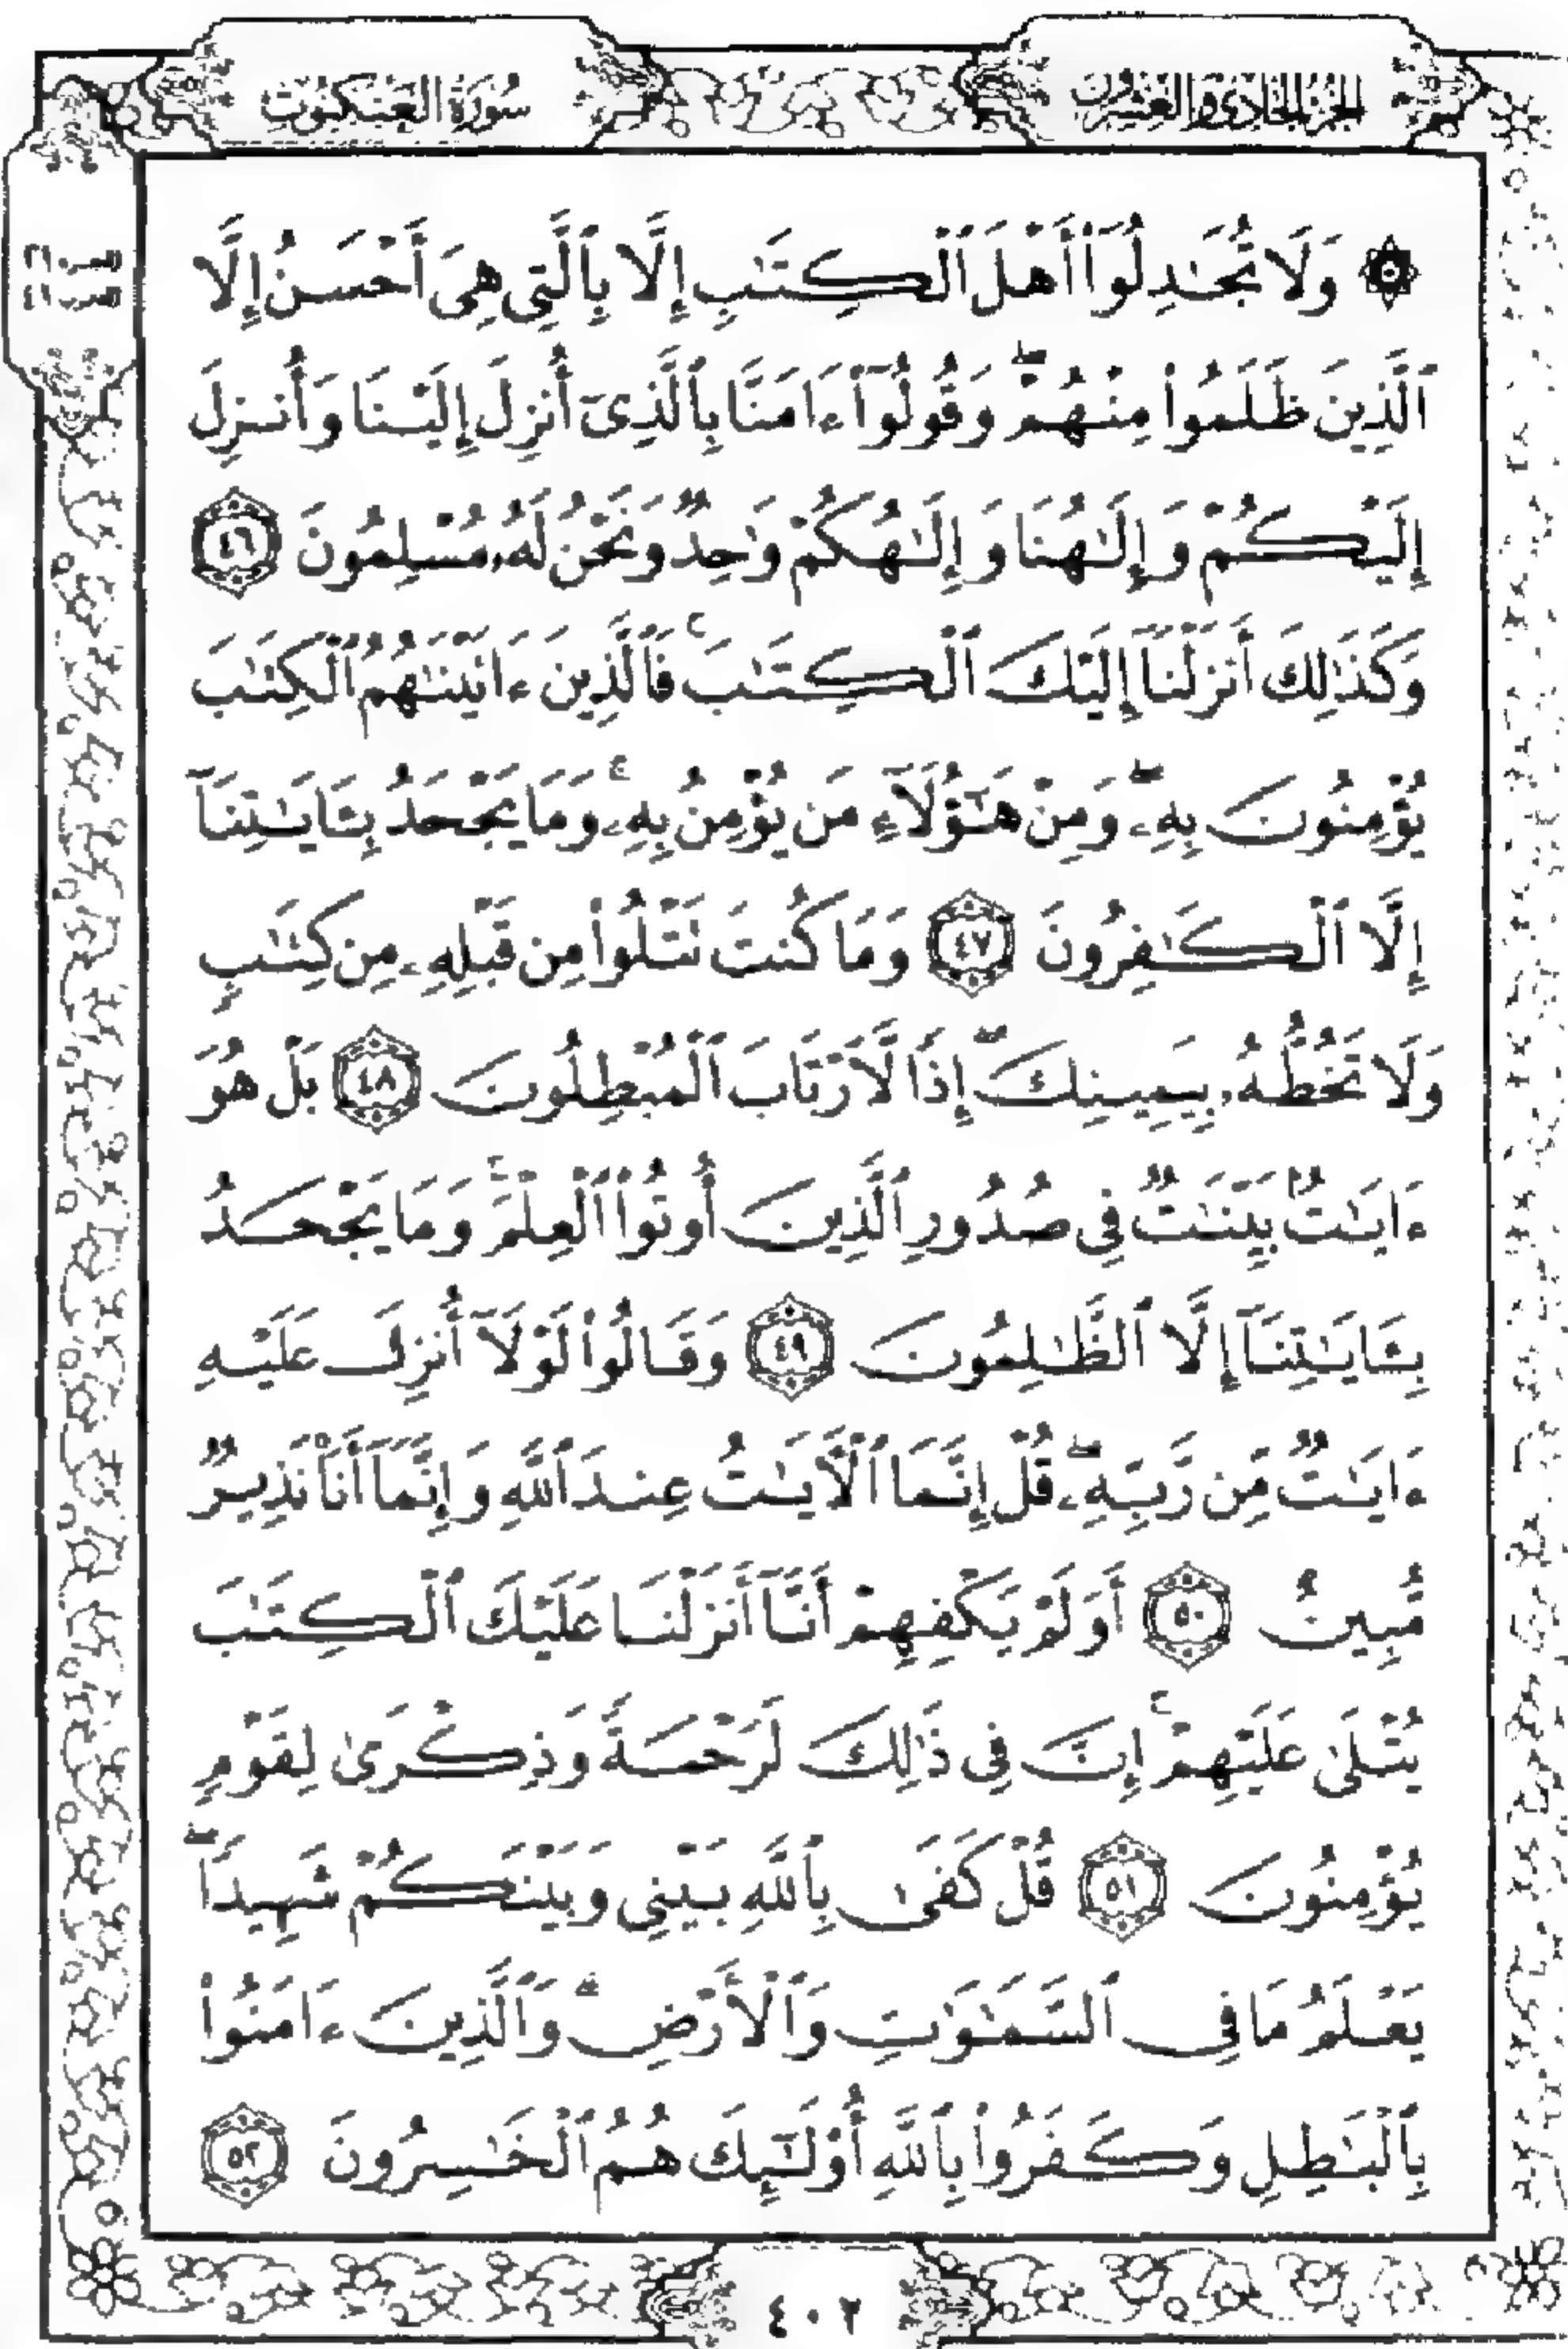 الجزء الحادي والعشرون
سورة العنكبوت
۞ وَلَا تُجَٰدِلُوٓا۟ أَهْلَ ٱلْكِتَٰبِ إِلَّا بِٱلَّتِى هِىَ أَحْسَنُ إِلَّا
ٱلَّذِينَ ظَلَمُوا۟ مِنْهُمْ ۖ وَقُولُوٓا۟ ءَامَنَّا بِٱلَّذِىٓ أُنزِلَ إِلَيْنَا وَأُنزِلَ
إِلَيْكُمْ وَإِلَٰهُنَا وَإِلَٰهُكُمْ وَٰحِدٌ وَنَحْنُ لَهُۥ مُسْلِمُونَ ٤٦
وَكَذَٰلِكَ أَنزَلْنَآ إِلَيْكَ ٱلْكِتَٰبَ ۚ فَٱلَّذِينَ ءَاتَيْنَٰهُمُ ٱلْكِتَٰبَ
يُؤْمِنُونَ بِهِۦ ۖ وَمِنْ هَٰٓؤُلَآءِ مَن يُؤْمِنُ بِهِۦ ۚ وَمَا يَجْحَدُ بِـَٔايَٰتِنَآ
إِلَّا ٱلْكَٰفِرُونَ ٤٧ وَمَا كُنتَ تَتْلُوا۟ مِن قَبْلِهِۦ مِن كِتَٰبٍ
وَلَا تَخُطُّهُۥ بِيَمِينِكَ ۖ إِذًا لَّٱرْتَابَ ٱلْمُبْطِلُونَ ٤٨ بَلْ هُوَ
ءَايَٰتٌۢ بَيِّنَٰتٌ فِى صُدُورِ ٱلَّذِينَ أُوتُوا۟ ٱلْعِلْمَ ۚ وَمَا يَجْحَدُ
بِـَٔايَٰتِنَآ إِلَّا ٱلظَّٰلِمُونَ ٤٩ وَقَالُوا۟ لَوْلَآ أُنزِلَ عَلَيْهِ
ءَايَٰتٌ مِّن رَّبِّهِۦ ۖ قُلْ إِنَّمَا ٱلْءَايَٰتُ عِندَ ٱللَّهِ وَإِنَّمَآ أَنَا۠ نَذِيرٌ
مُّبِينٌ ٥٠ أَوَلَمْ يَكْفِهِمْ أَنَّآ أَنزَلْنَا عَلَيْكَ ٱلْكِتَٰبَ
يُتْلَىٰ عَلَيْهِمْ ۚ إِنَّ فِى ذَٰلِكَ لَرَحْمَةً وَذِكْرَىٰ لِقَوْمٍ
يُؤْمِنُونَ ٥١ قُلْ كَفَىٰ بِٱللَّهِ بَيْنِى وَبَيْنَكُمْ شَهِيدًا ۖ
يَعْلَمُ مَا فِى ٱلسَّمَٰوَٰتِ وَٱلْأَرْضِ ۗ وَٱلَّذِينَ ءَامَنُوا۟
بِٱلْبَٰطِلِ وَكَفَرُوا۟ بِٱللَّهِ أُو۟لَٰٓئِكَ هُمُ ٱلْخَٰسِرُونَ ٥٢
٤٠٢